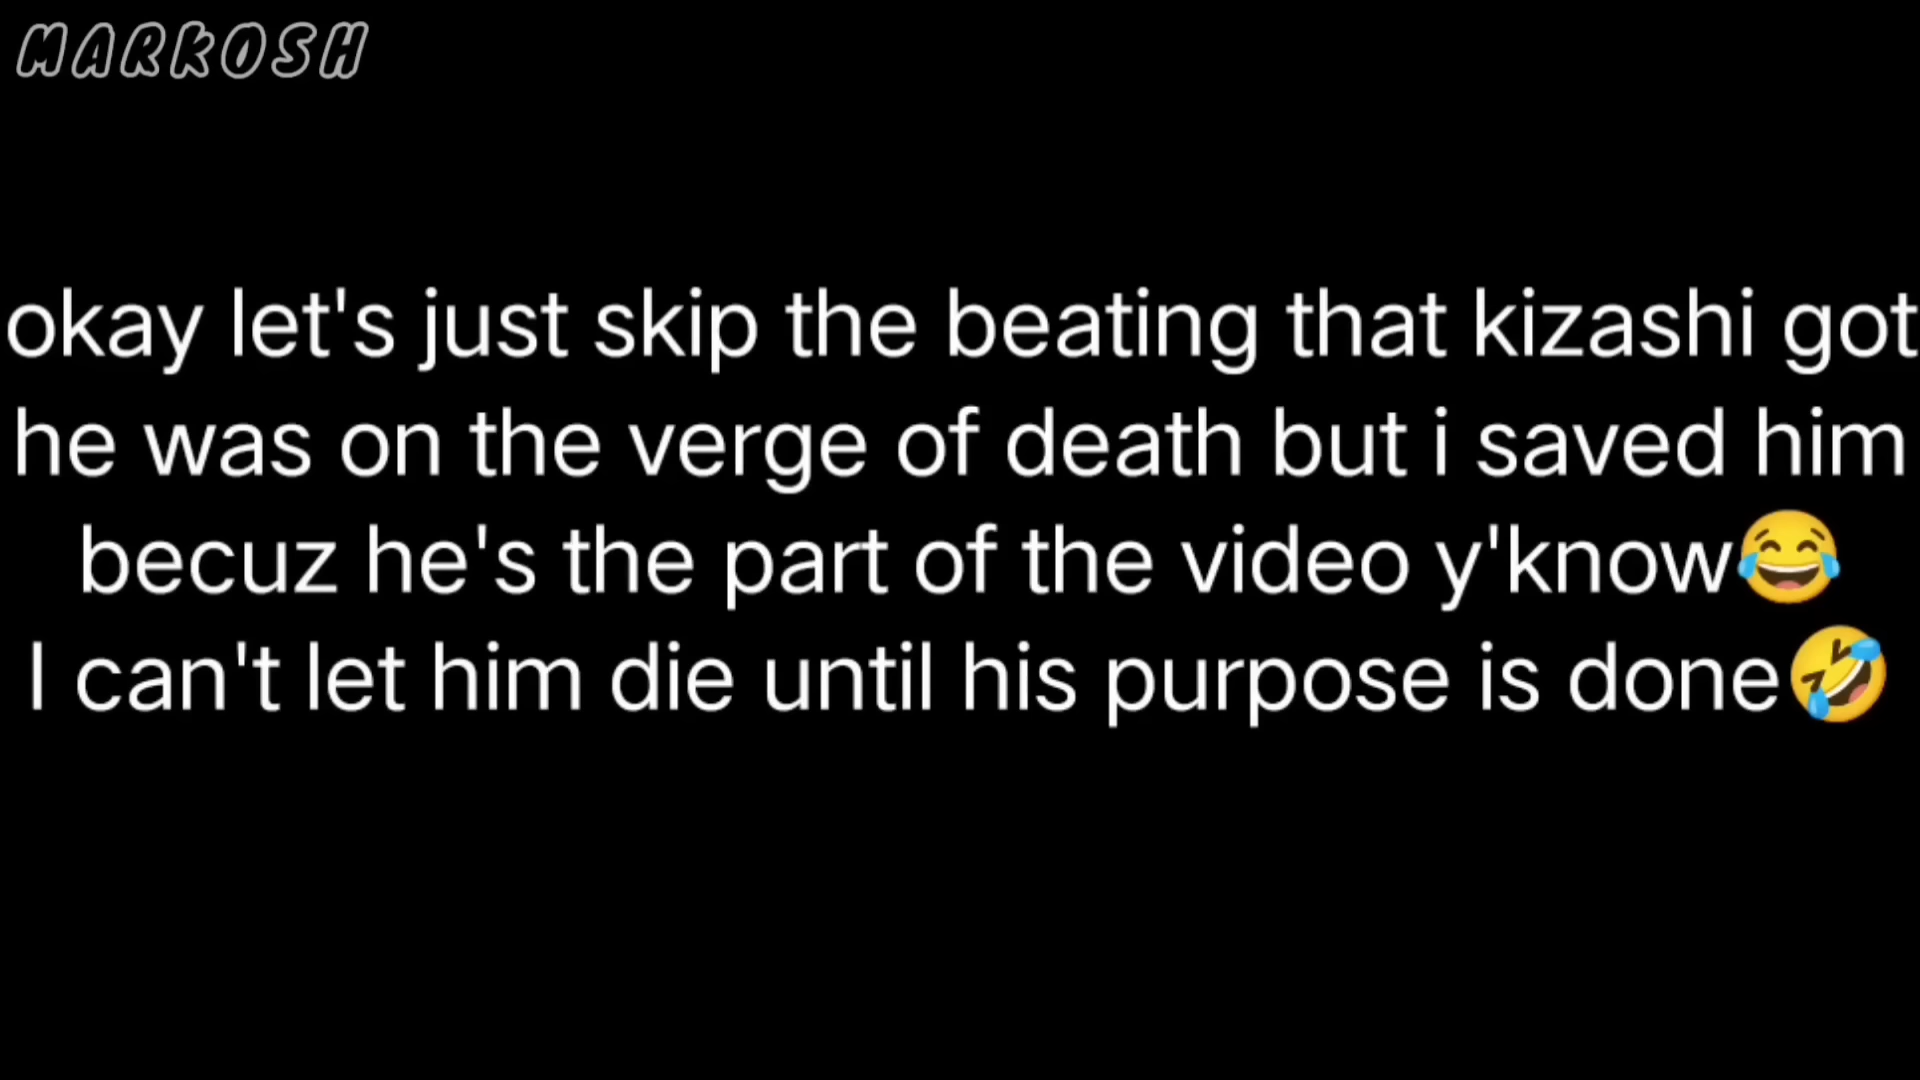 MARKOSH
okay let's just skip the beating that kizashi got
he was on the verge of death but i saved him
becuz he's the part of the video y'know😂
I can't let him die until his purpose is done🤣